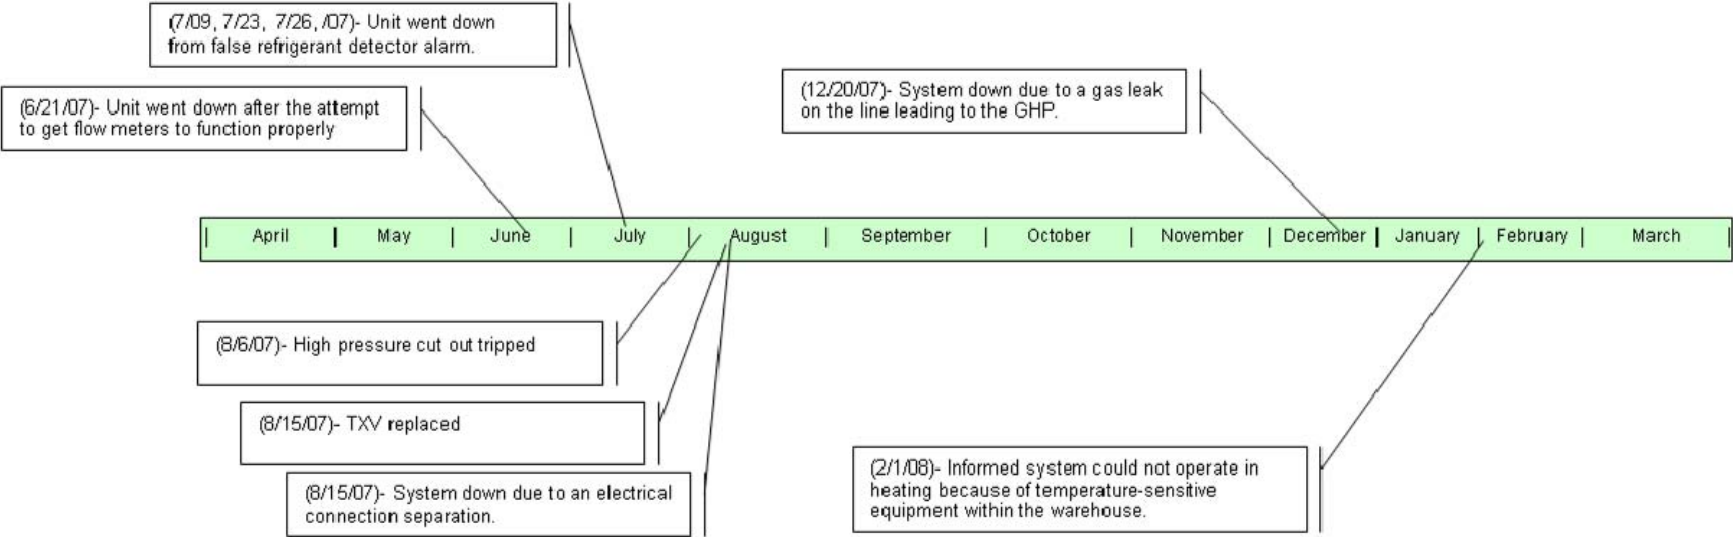 (7/09, 7/23, 7/26, /07)- Unit went down
from false refrigerant detector alarm.
(6/21/07)- Unit went down after the attempt
to get flow meters to function properly
(12/20/07)- System down due to a gas leak
on the line leading to the GHP.
| April | May | June | July | August | September | October | November | December | January | February | March |
(8/6/07)- High pressure cut out tripped
(8/15/07)- TXV replaced
(8/15/07)- System down due to an electrical
connection separation.
(2/1/08)- Informed system could not operate in
heating because of temperature-sensitive
equipment within the warehouse.